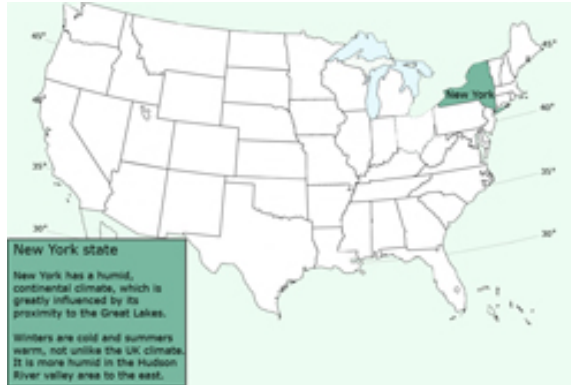 45°
45°
New York
40°
40°
35°
35°
30°
30°
New York state
New York has a humid,
continental climate, which is
greatly influenced by its
proximity to the Great Lakes.
Winters are cold and summers
warm, not unlike the UK climate.
It is more humid in the Hudson
River valley area to the east.